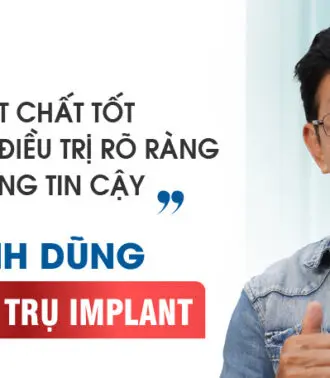 T CHẤT TỐT
ĐIỀU TRỊ RÕ RÀNG
NG TIN CẬY ”
NH DŨNG
TRỤ IMPLANT